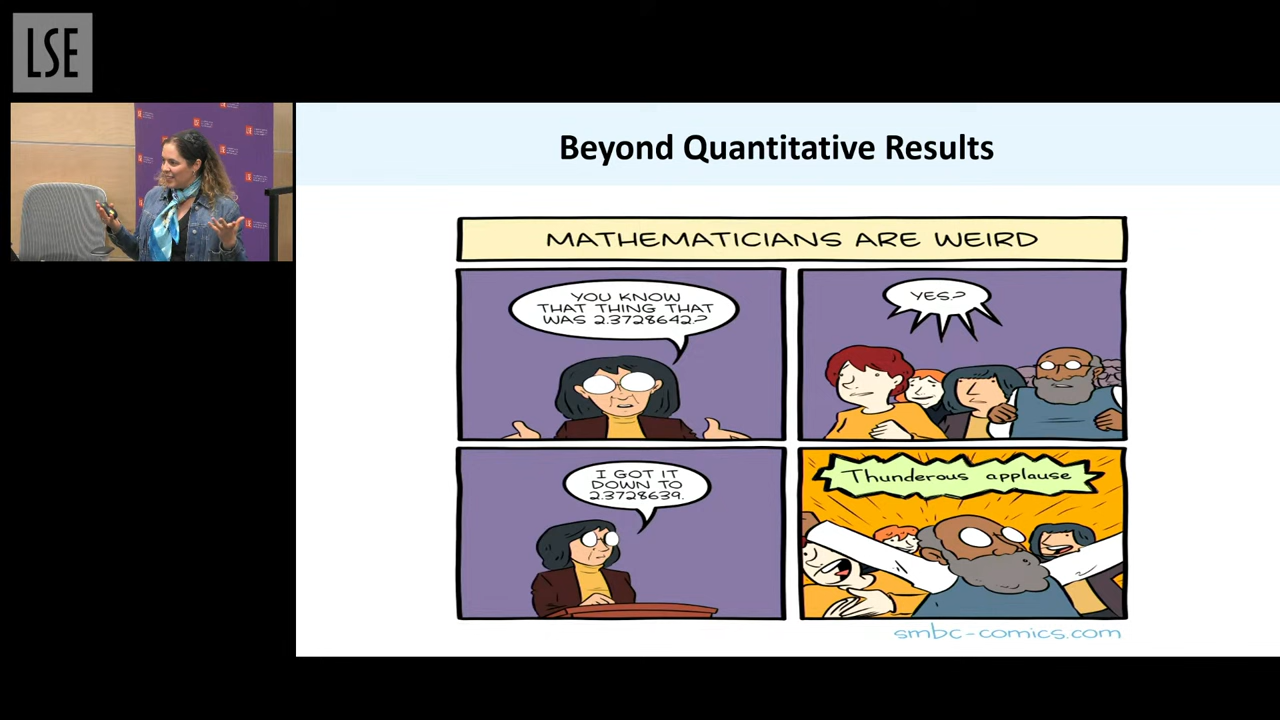 LSE
Beyond Quantitative Results
MATHEMATICIANS ARE WEIRD
YOU KNOW
THAT THING THAT
WAS 2.3728642?
YES?
I GOT IT
DOWN TO
2.3728639.
Thunderous applause
smbc-comics.com